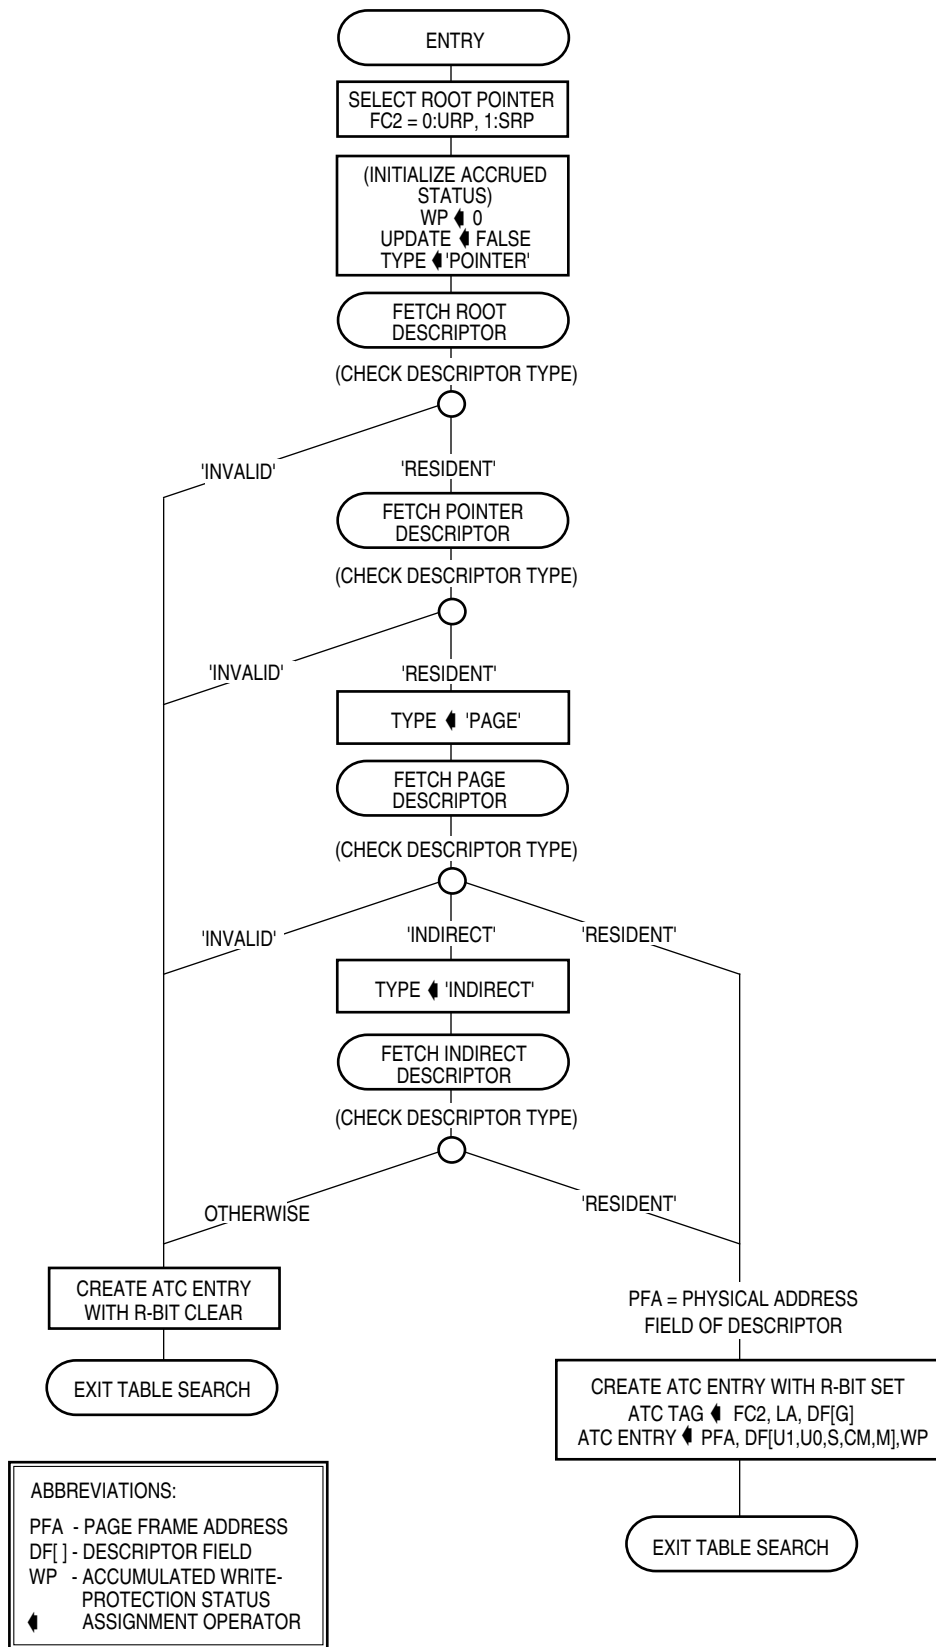 ENTRY
SELECT ROOT POINTER
FC2 = 0:URP, 1:SRP
(INITIALIZE ACCRUED
STATUS)
WP ⏴ 0
UPDATE ⏴ FALSE
TYPE ⏴ 'POINTER'
FETCH ROOT
DESCRIPTOR
(CHECK DESCRIPTOR TYPE)
'INVALID'
'RESIDENT'
FETCH POINTER
DESCRIPTOR
(CHECK DESCRIPTOR TYPE)
'INVALID'
'RESIDENT'
TYPE ⏴ 'PAGE'
FETCH PAGE
DESCRIPTOR
(CHECK DESCRIPTOR TYPE)
'INVALID'
'INDIRECT'
'RESIDENT'
TYPE ⏴ 'INDIRECT'
FETCH INDIRECT
DESCRIPTOR
(CHECK DESCRIPTOR TYPE)
OTHERWISE
'RESIDENT'
CREATE ATC ENTRY
WITH R-BIT CLEAR
EXIT TABLE SEARCH
PFA = PHYSICAL ADDRESS
FIELD OF DESCRIPTOR
CREATE ATC ENTRY WITH R-BIT SET
ATC TAG ⏴ FC2, LA, DF[G]
ATC ENTRY ⏴ PFA, DF[U1,U0,S,CM,M],WP
EXIT TABLE SEARCH
ABBREVIATIONS:
PFA - PAGE FRAME ADDRESS
DF[ ] - DESCRIPTOR FIELD
WP - ACCUMULATED WRITE-
PROTECTION STATUS
⏴ ASSIGNMENT OPERATOR